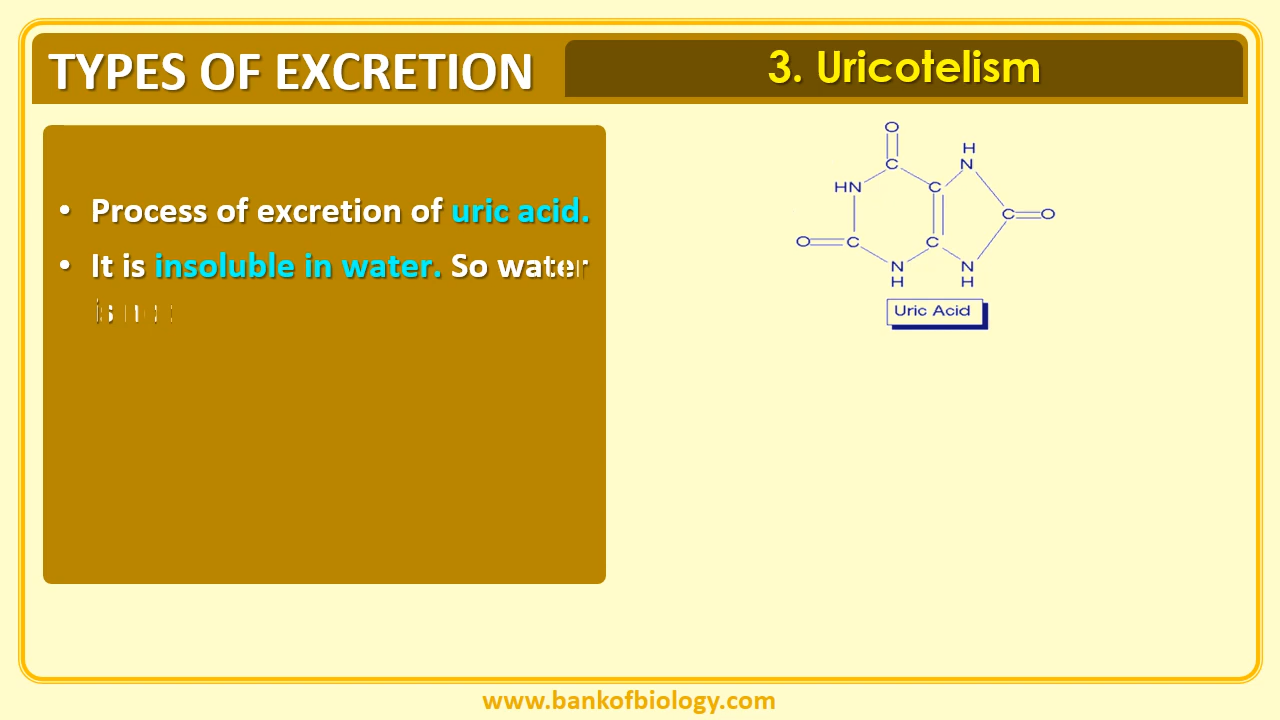 TYPES OF EXCRETION
3. Uricotelism
• Process of excretion of uric acid.
• It is insoluble in water. So water
is
O
C
H
N
HN
C
C
O
O
C
C
N
H
N
H
Uric Acid
www.bankofbiology.com